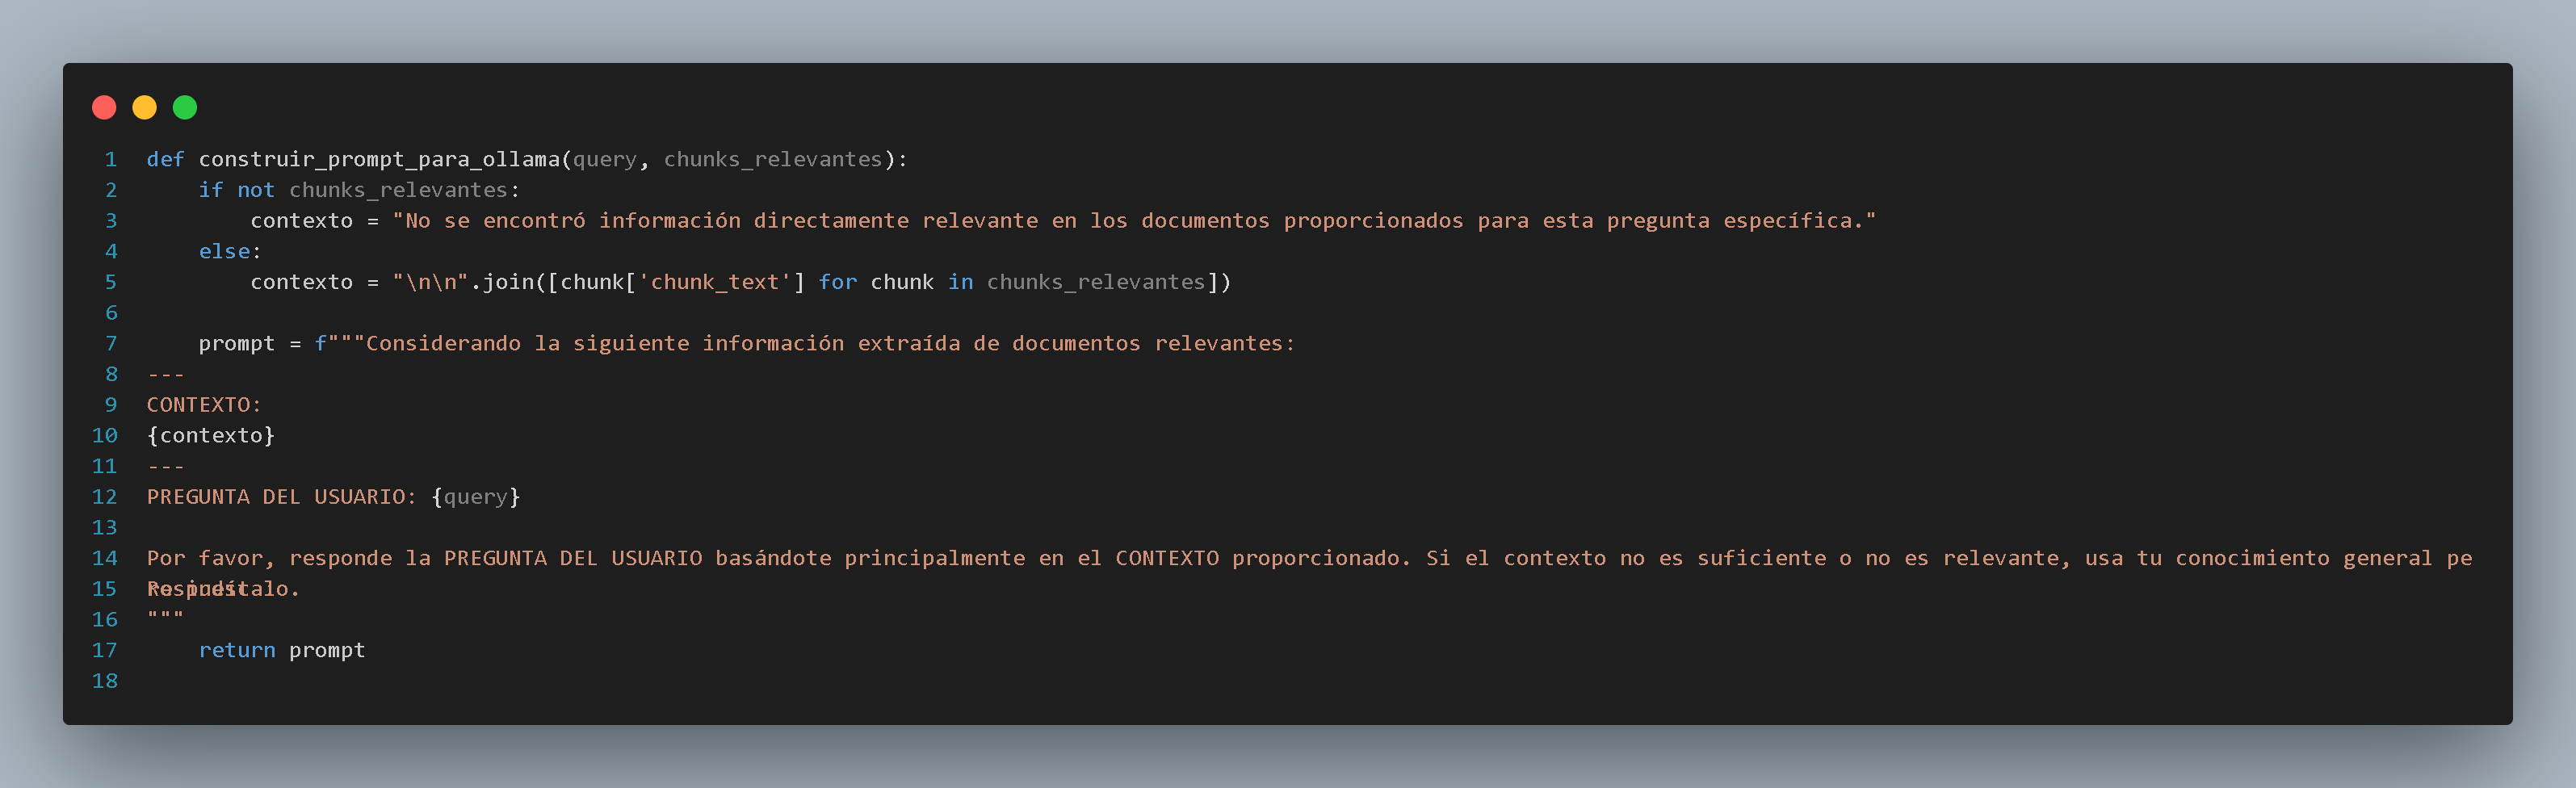 1 def construir_prompt_para_ollama(query, chunks_relevantes):
2 if not chunks_relevantes:
3 contexto = "No se encontró información directamente relevante en los documentos proporcionados para esta pregunta específica."
4 else:
5 contexto = "\n\n".join([chunk['chunk_text'] for chunk in chunks_relevantes])
6
7 prompt = f"""Considerando la siguiente información extraída de documentos relevantes:
8 ---
9 CONTEXTO:
10 {contexto}
11 ---
12 PREGUNTA DEL USUARIO: {query}
13
14 Por favor, responde la PREGUNTA DEL USUARIO basándote principalmente en el CONTEXTO proporcionado. Si el contexto no es suficiente o no es relevante, usa tu conocimiento general pe
15 ro indícalo.
16 """
17 return prompt
18